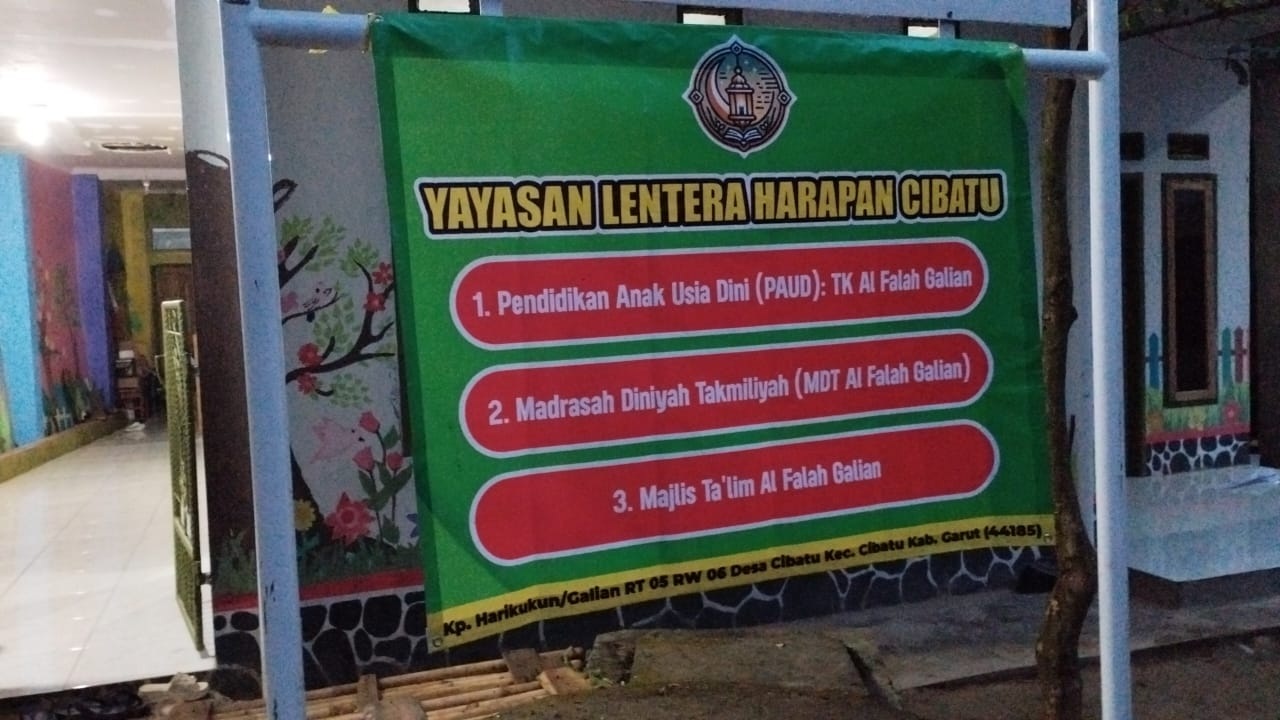 YAYASAN LENTERA HARAPAN CIBATU
1. Pendidikan Anak Usia Dini (PAUD): TK Al Falah Galian
2. Madrasah Diniyah Takmiliyah (MDT Al Falah Galian)
3. Majlis Ta'lim Al Falah Galian
Kp. Harikukun/Galian RT 05 RW 06 Desa Cibatu Kec. Cibatu Kab. Garut (44185)